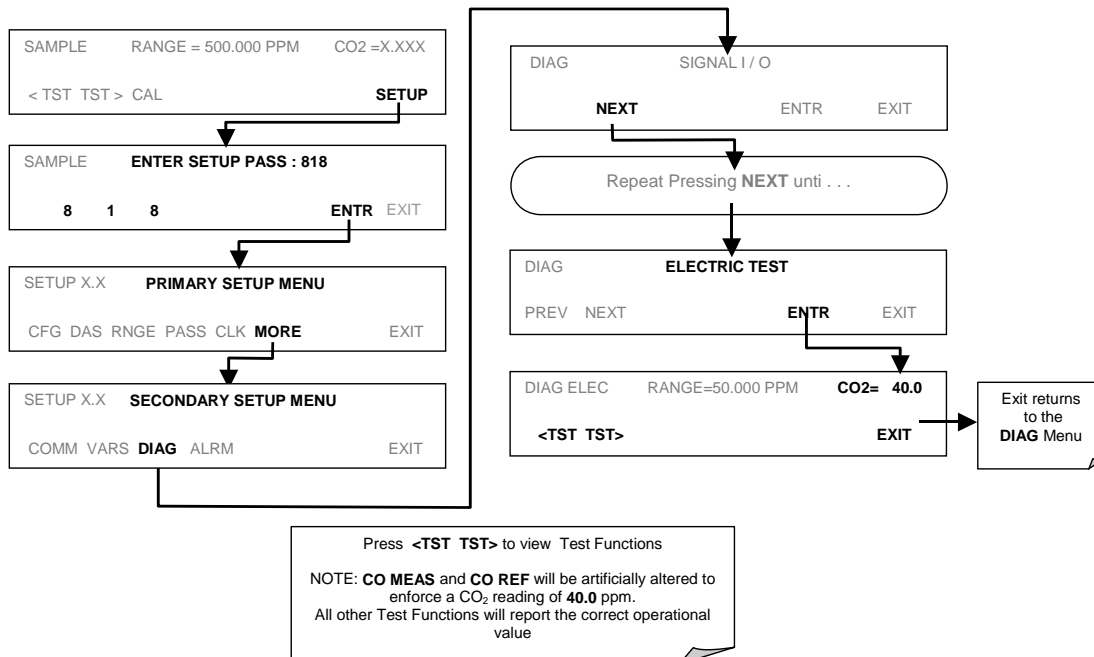 SAMPLE RANGE = 500.000 PPM CO2 =X.XXX
< TST TST > CAL SETUP
SAMPLE ENTER SETUP PASS : 818
8 1 8 ENTR EXIT
SETUP X.X PRIMARY SETUP MENU
CFG DAS RNGE PASS CLK MORE EXIT
SETUP X.X SECONDARY SETUP MENU
COMM VARS DIAG ALRM EXIT
DIAG SIGNAL I / O
NEXT ENTR EXIT
Repeat Pressing NEXT unti . . .
DIAG ELECTRIC TEST
PREV NEXT ENTR EXIT
DIAG ELEC RANGE=50.000 PPM CO2= 40.0
<TST TST> EXIT
Exit returns
to the
DIAG Menu
Press <TST TST> to view Test Functions
NOTE: CO MEAS and CO REF will be artificially altered to
enforce a CO₂ reading of 40.0 ppm.
All other Test Functions will report the correct operational
value